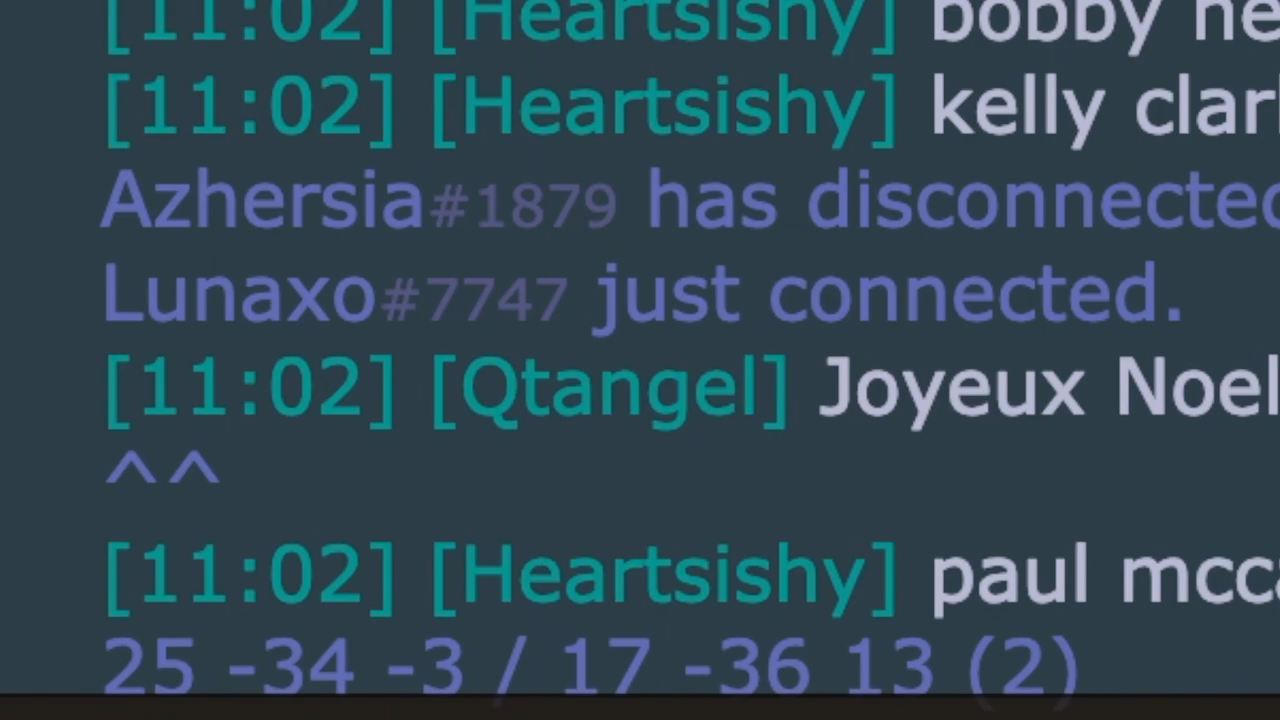 [11:02] [Heartsishy] bobby
[11:02] [Heartsishy] kelly
Azhersia#1879 has disconnected
Lunaxo#7747 just connected.
[11:02] [Qtangel] Joyeux Noel
^^
[11:02] [Heartsishy] paul
25 -34 -3 / 17 -36 13 (2)